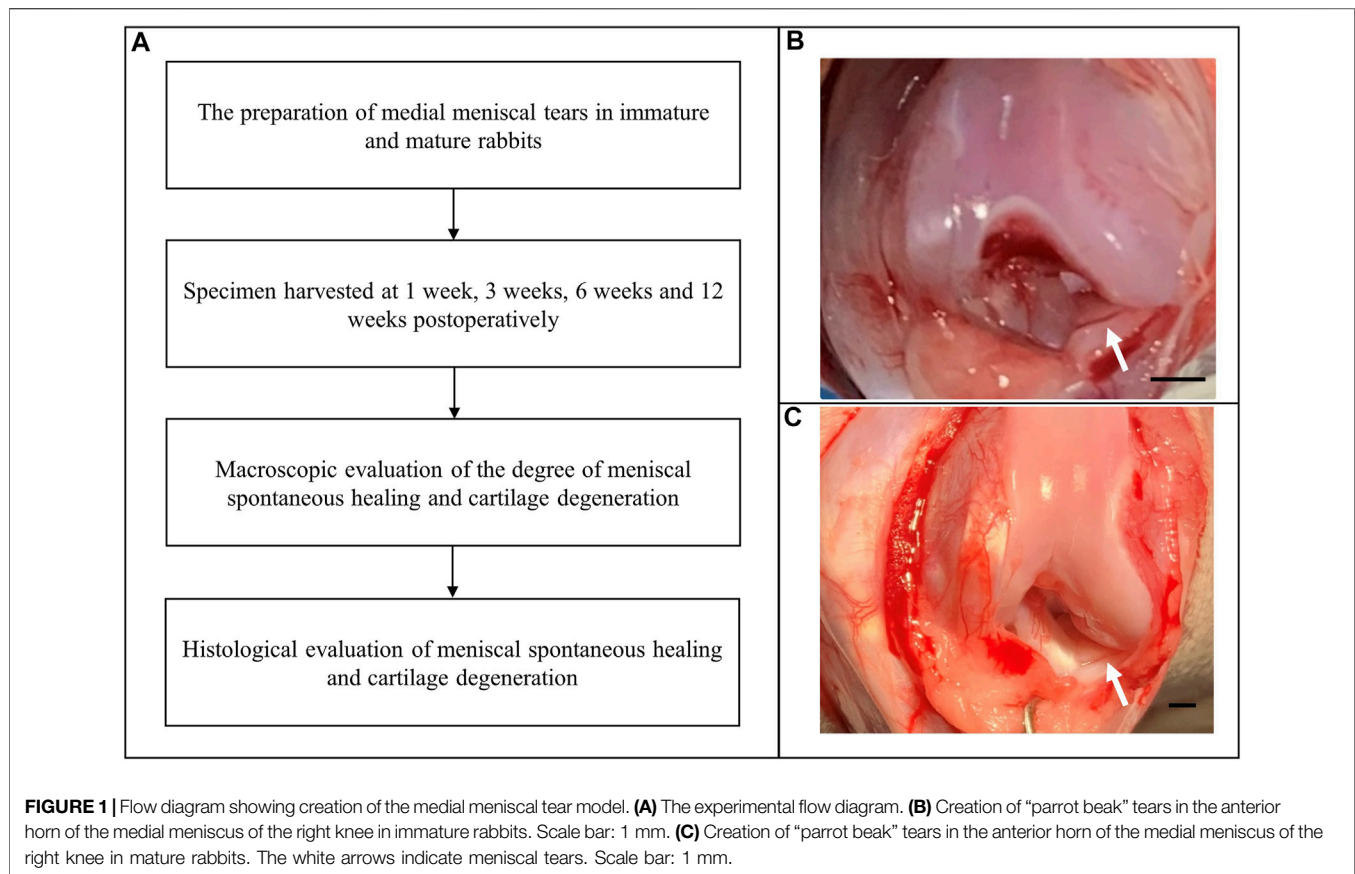 A
The preparation of medial meniscal tears in immature
and mature rabbits
Specimen harvested at 1 week, 3 weeks, 6 weeks and 12
weeks postoperatively
Macroscopic evaluation of the degree of meniscal
spontaneous healing and cartilage degeneration
Histological evaluation of meniscal spontaneous healing
and cartilage degeneration
B
C
FIGURE 1 | Flow diagram showing creation of the medial meniscal tear model. (A) The experimental flow diagram. (B) Creation of “parrot beak” tears in the anterior
horn of the medial meniscus of the right knee in immature rabbits. Scale bar: 1 mm. (C) Creation of “parrot beak” tears in the anterior horn of the medial meniscus of the
right knee in mature rabbits. The white arrows indicate meniscal tears. Scale bar: 1 mm.